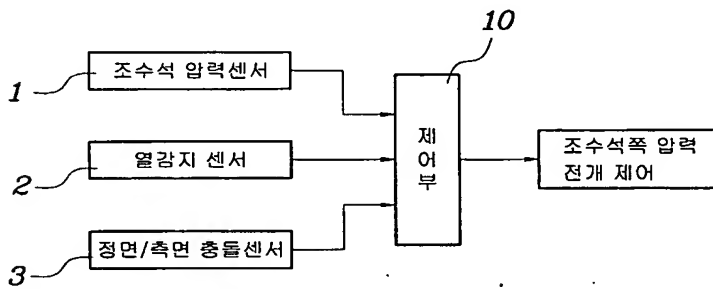 10
1
조수석 압력센서
2
열감지 센서
3
정면/측면 충돌센서
제어부
조수석쪽 압력
전개 제어